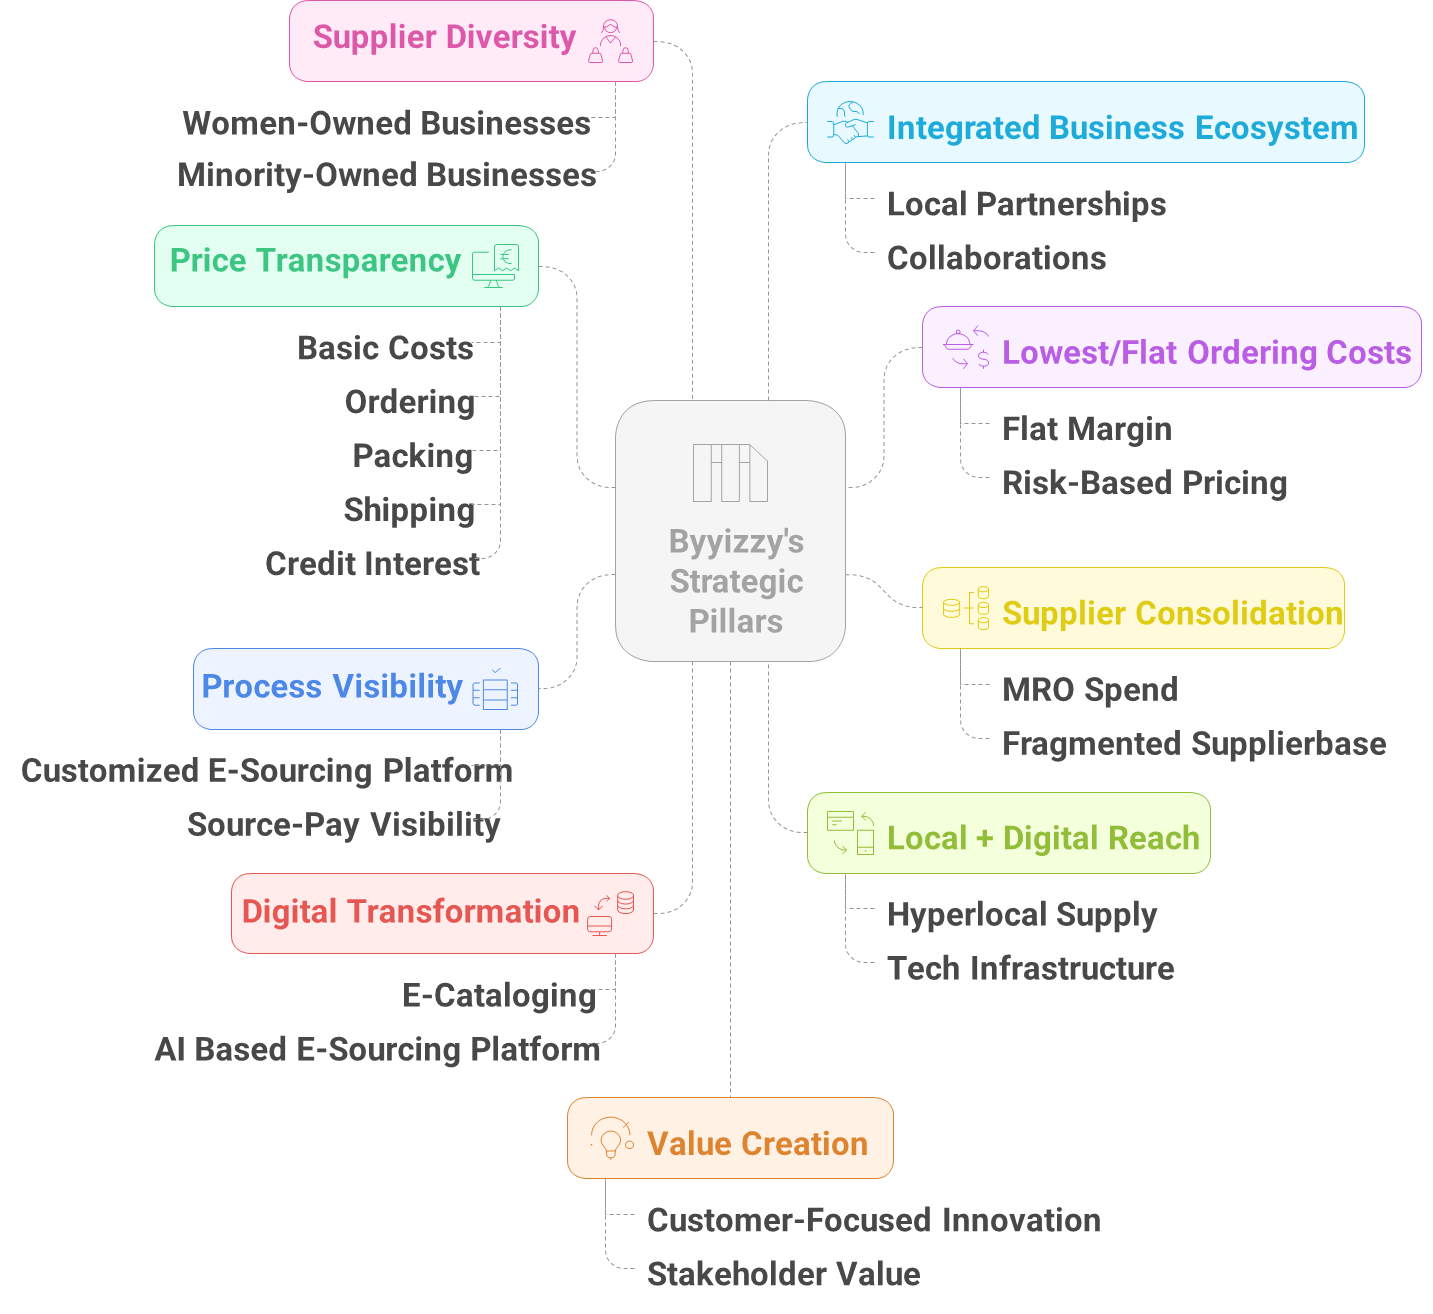 Supplier Diversity
Women-Owned Businesses
Minority-Owned Businesses
Price Transparency
€
Basic Costs
Ordering
Packing
Shipping
Credit Interest
Process Visibility
Customized E-Sourcing Platform
Source-Pay Visibility
Digital Transformation
E-Cataloging
AI Based E-Sourcing Platform
Byyizzy's
Strategic
Pillars
Integrated Business Ecosystem
Local Partnerships
Collaborations
$
Lowest/Flat Ordering Costs
Flat Margin
Risk-Based Pricing
Supplier Consolidation
MRO Spend
Fragmented Supplierbase
Local + Digital Reach
Hyperlocal Supply
Tech Infrastructure
Value Creation
Customer-Focused Innovation
Stakeholder Value